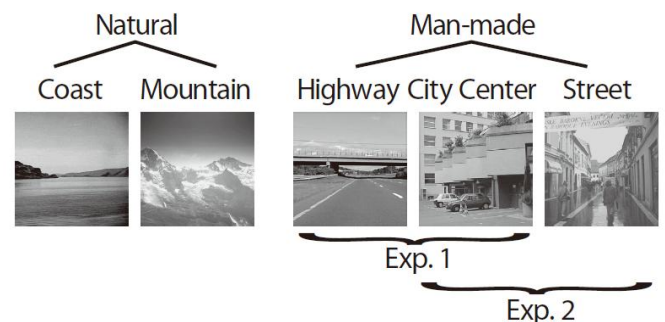 Natural
Man-made
Coast
Mountain
Highway
City Center
Street
Exp. 1
Exp. 2